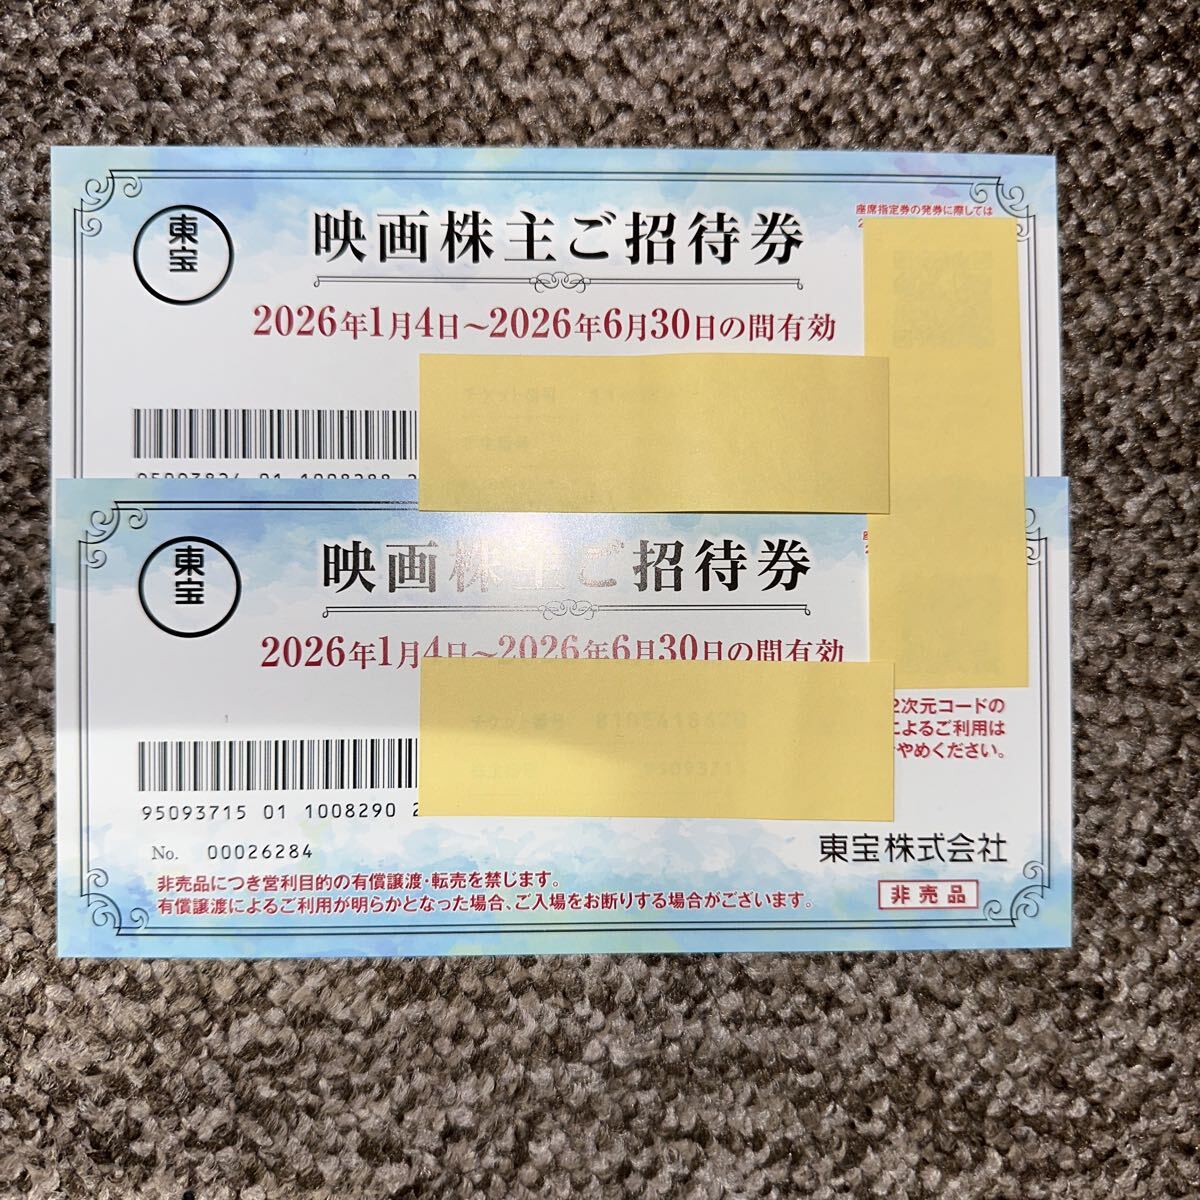 東宝
映画株主ご招待券
座席指定券の発券に際しては
2026年1月4日～2026年6月30日の間有効
東宝
映画株主ご招待券
2026年1月4日～2026年6月30日の間有効
2次元コードの
によるご利用は
やめください。
95093715 01 1008290 2
No. 00026284
東宝株式会社
非売品につき営利目的の有償譲渡・転売を禁じます。
有償譲渡によるご利用が明らかとなった場合、ご入場をお断りする場合がございます。
非売品